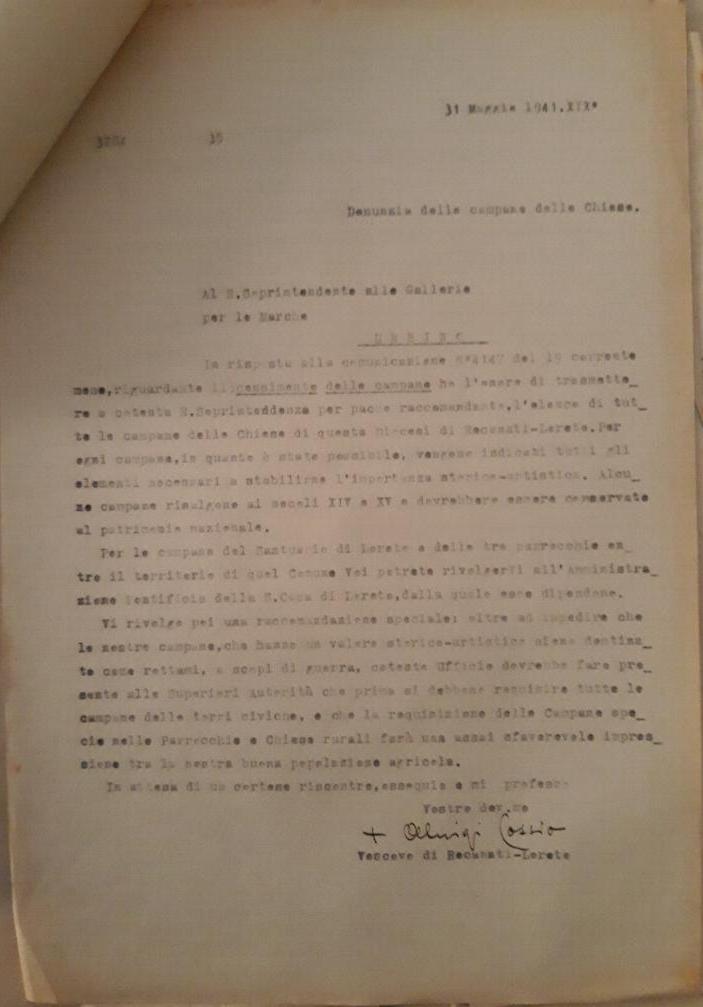 31 Maggio 1941.XIX°
Denunzia delle campane delle Chiese.
Al R.Soprintendente alle Gallerie
per le Marche
URBINO
In risposta alla comunicazione N°4147 del 19 corrente
mese,riguardante il censimento delle campane ho l'onore di trasmette_
re a cotesta R.Soprintendenza per pacco raccomandato,l'elenco di tut_
te le campane delle Chiese di questa Diocesi di Recanati-Loreto.Per
ogni campana,in quanto è stato possibile, vengono indicati tutti gli
elementi necessari a stabilirne l'importanza storico-artistica. Alcu_
ne campane risalgono ai secoli XIV e XV e dovrebbero essere conservate
al patrimonio nazionale.
Per le campane del Santuario di Loreto e delle tre parrocchie en_
tro il territorio di quel Comune Voi potrete rivolgerVi all'Amministra_
zione Pontificia della S.Casa di Loreto,dalla quale esse dipendono.
Vi rivolgo poi una raccomandazione speciale: oltre ad impedire che
le nostre campane,che hanno un valore storico-artistico siano destina_
te come rottami, a scopi di guerra, cotesto Ufficio dovrebbe fare pre_
sente alle Superiori Autorità che prima si debbono requisire tutte le
campane delle torri civiche, e che la requisizione delle Campane spe_
cie nelle Parrocchie e Chiese rurali farà una assai sfavorevole impres_
sione tra la nostra buona popolazione agricola.
In attesa di un cortese riscontro,ossequio e mi professo
Vostro dev.mo
+ Aluigi Cossio
Vescovo di Recanati-Loreto